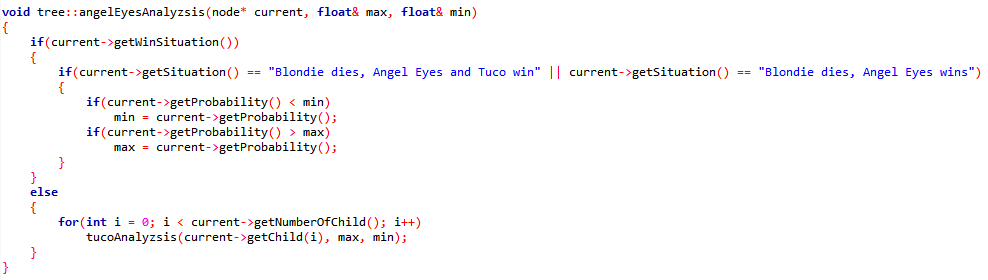 void tree::angelEyesAnalyzsis(node* current, float& max, float& min)
{
    if(current->getWinSituation())
    {
        if(current->getSituation() == "Blondie dies, Angel Eyes and Tuco win" || current->getSituation() == "Blondie dies, Angel Eyes wins")
        {
            if(current->getProbability() < min)
                min = current->getProbability();
            if(current->getProbability() > max)
                max = current->getProbability();
        }
    }
    else
    {
        for(int i = 0; i < current->getNumberOfChild(); i++)
            tucoAnalyzsis(current->getChild(i), max, min);
    }
}